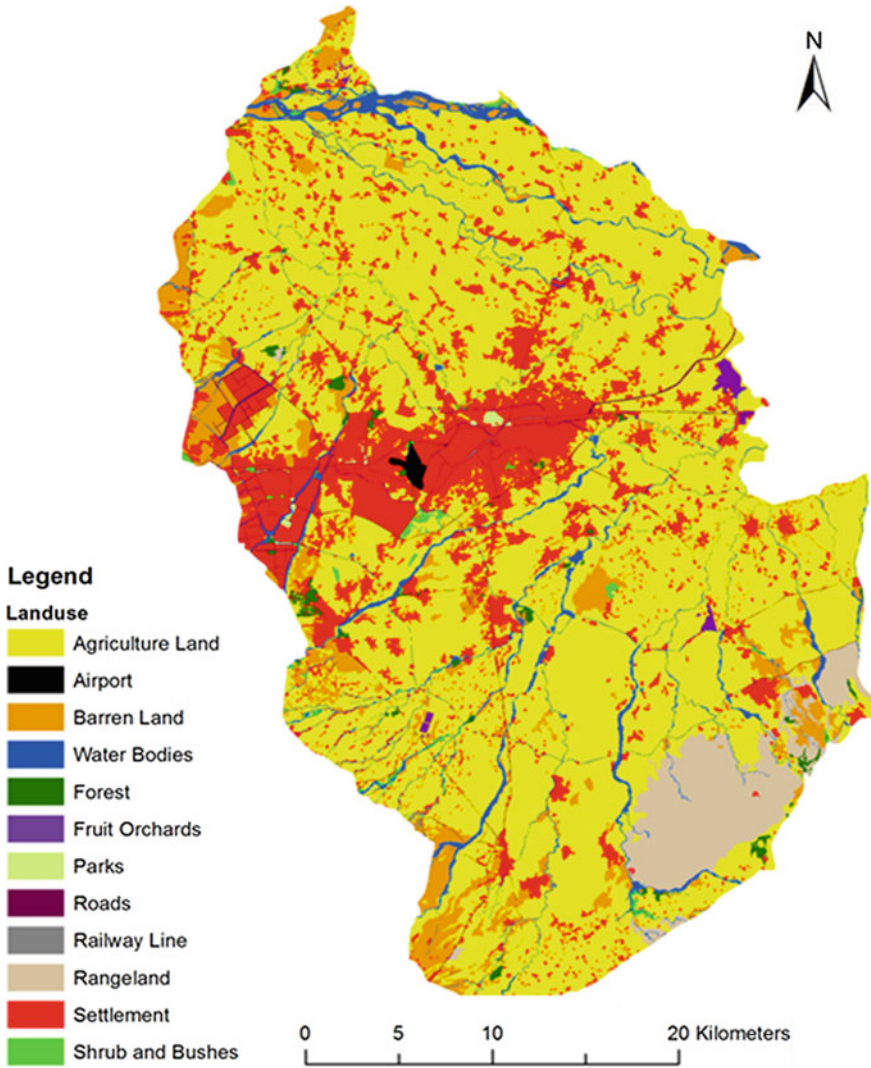 N
Legend
Landuse
Agriculture Land
Airport
Barren Land
Water Bodies
Forest
Fruit Orchards
Parks
Roads
Railway Line
Rangeland
Settlement
Shrub and Bushes
0 5 10 20 Kilometers